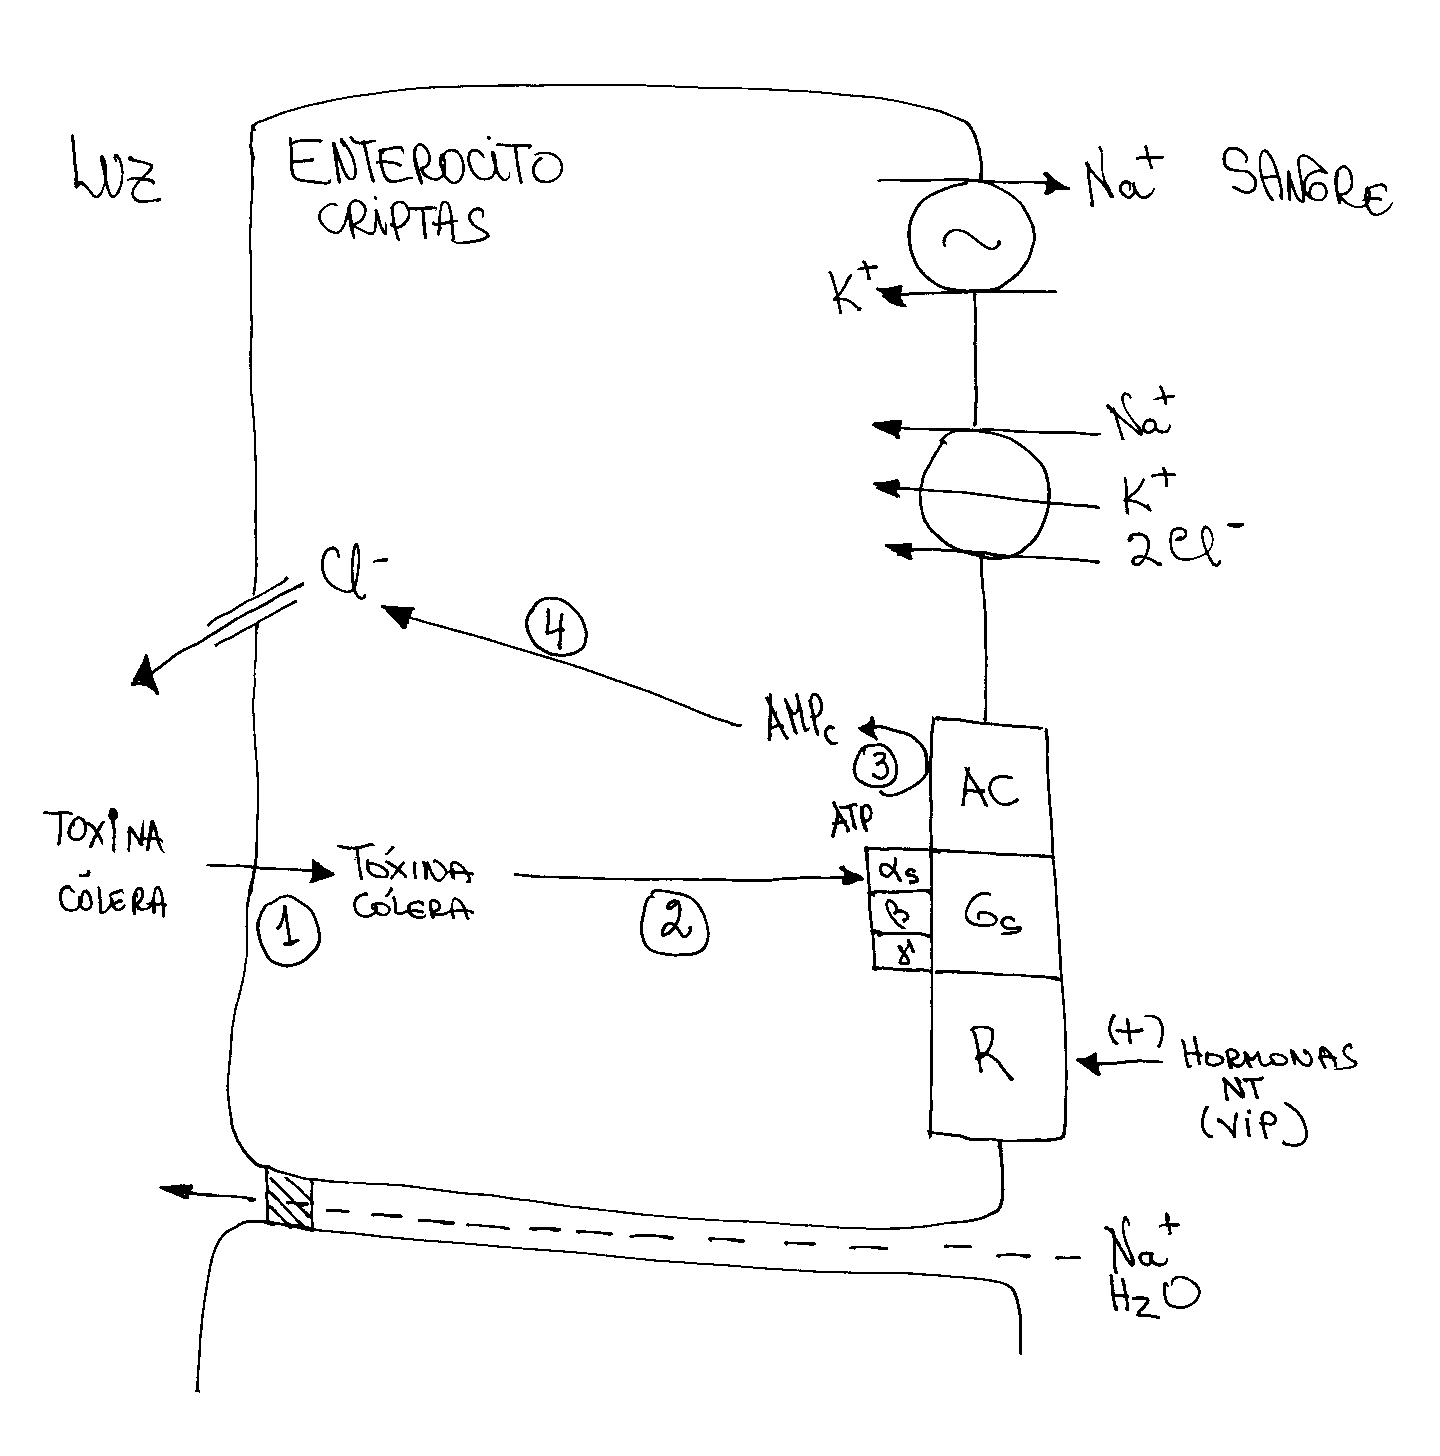 LUZ
ENTEROCITO
CRIPTAS
Na+
SANGRE
~
K+
Na+
K+
2Cl-
Cl-
4
AMPc
3
ATP
AC
TOXINA
CÓLERA
1
TÓXINA
CÓLERA
2
αs
β
γ
Gs
R
(+)
HORMONAS
NT
(ViP)
Na+
H2O